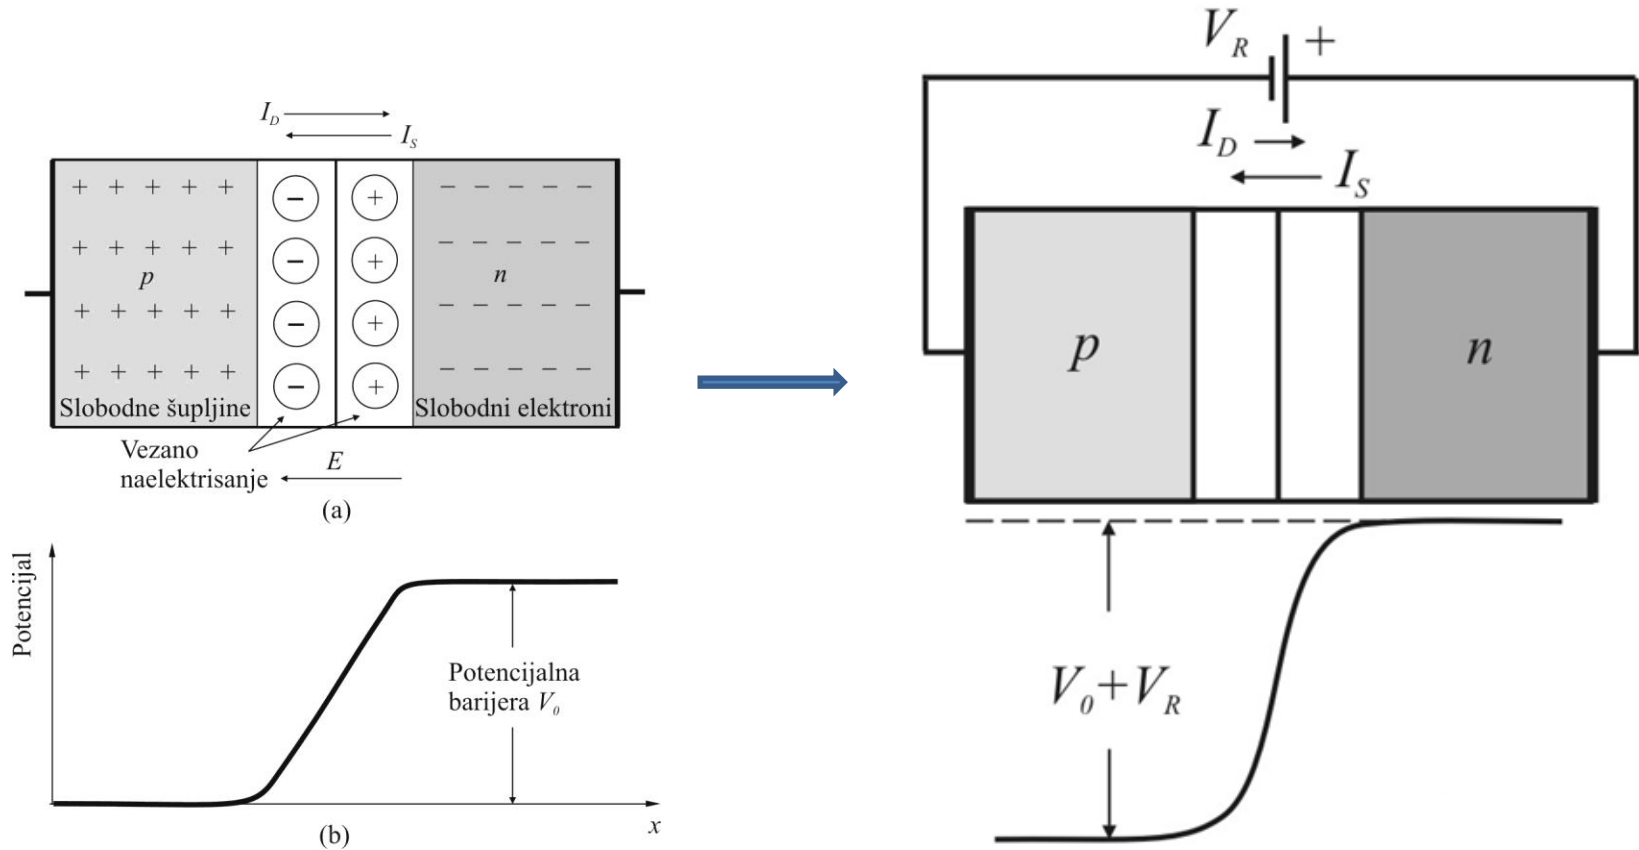 I_D
I_S
+ + + + +
+ + + + +
+ + + + +
+ + + + +
p
− +
− +
− +
− +
− − − − −
− − − − −
− − − − −
− − − − −
n
Slobodne šupljine
Slobodni elektroni
Vezano
naelektrisanje
E
(a)
Potencijal
Potencijalna
barijera V_0
x
(b)
V_R +
I_D
I_S
p
n
V_0+V_R